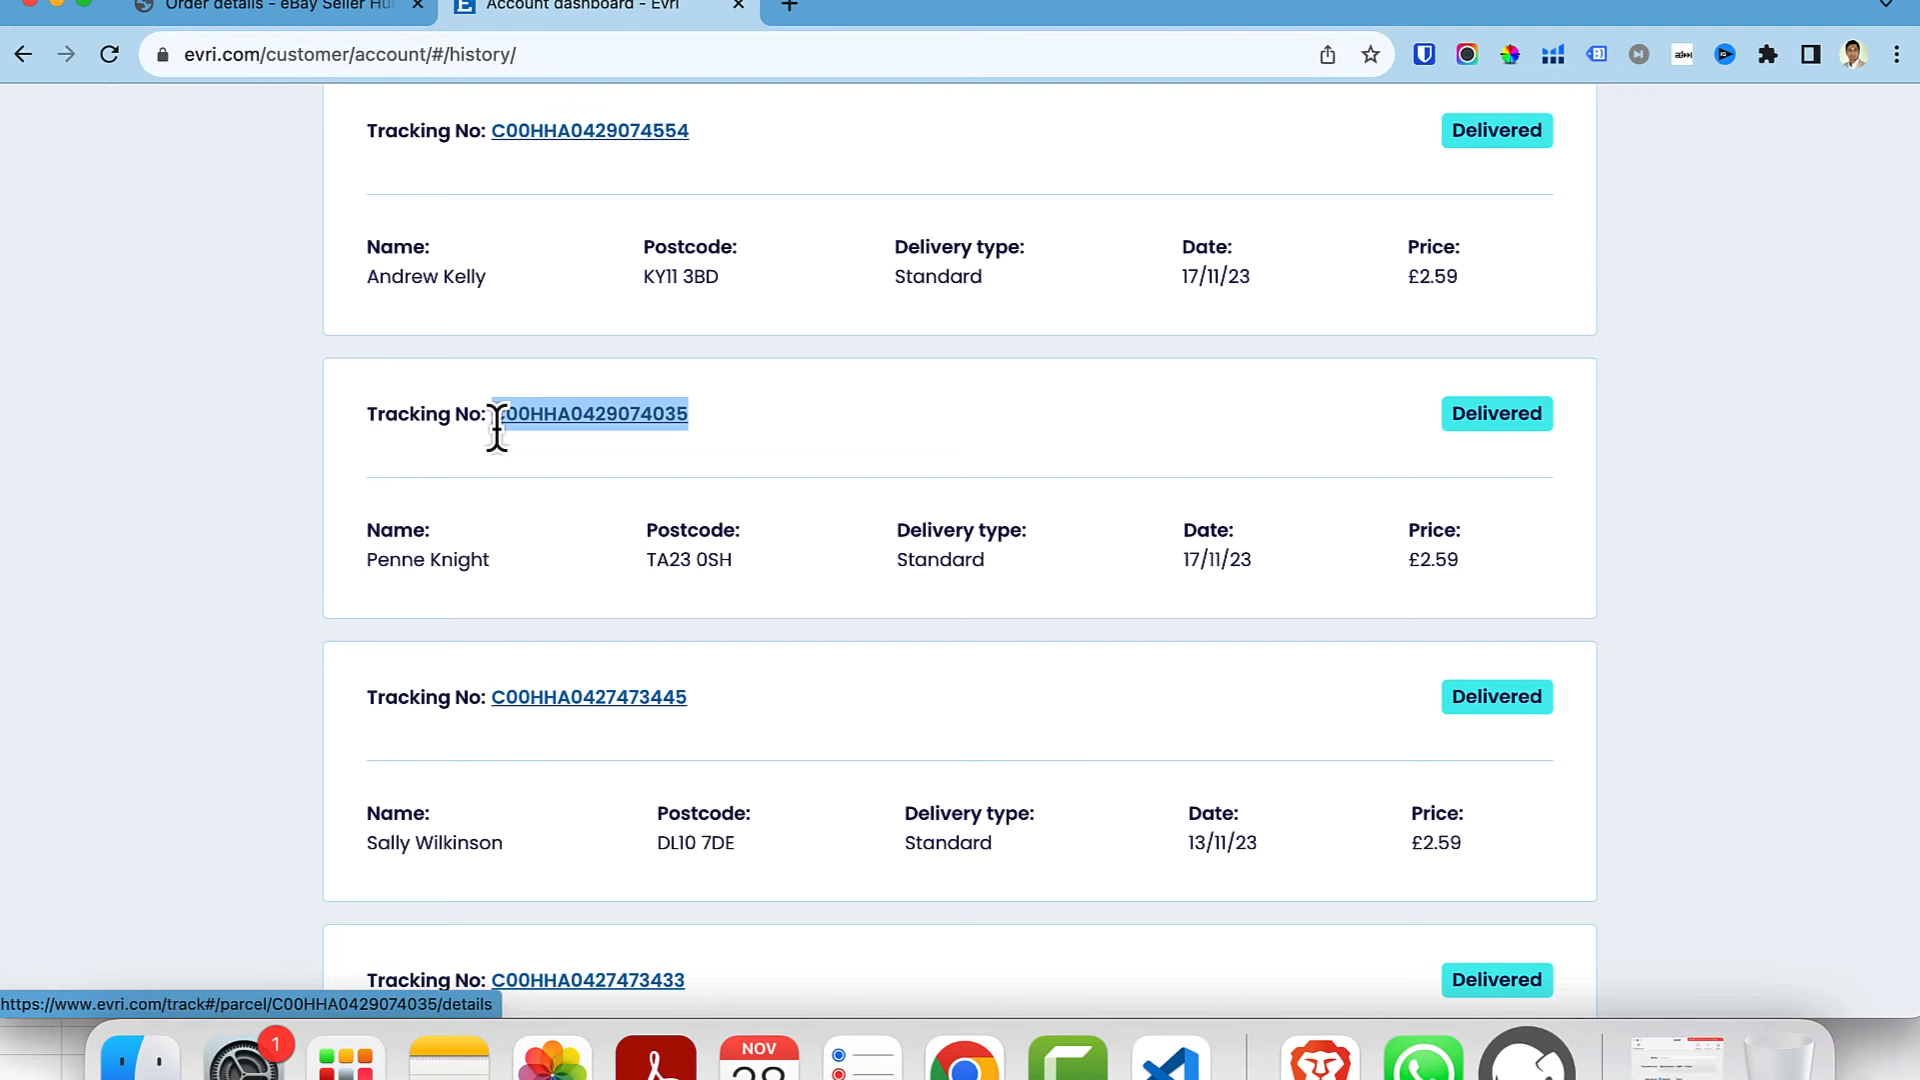 Order details - eBay Seller Hu
Account dashboard - Evri
evri.com/customer/account/#/history/
Tracking No: C00HHA0429074554
Delivered
Name: Postcode: Delivery type: Date: Price:
Andrew Kelly KY11 3BD Standard 17/11/23 £2.59
Tracking No: C00HHA0429074035
Delivered
Name: Postcode: Delivery type: Date: Price:
Penne Knight TA23 0SH Standard 17/11/23 £2.59
Tracking No: C00HHA0427473445
Delivered
Name: Postcode: Delivery type: Date: Price:
Sally Wilkinson DL10 7DE Standard 13/11/23 £2.59
Tracking No: C00HHA0427473433
Delivered
https://www.evri.com/track#/parcel/C00HHA0429074035/details
1
NOV
28